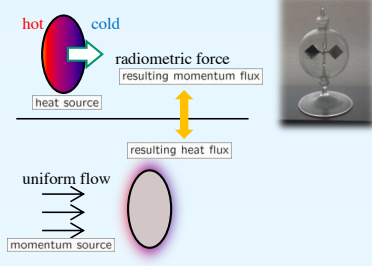 hot cold
radiometric force
resulting momentum flux
heat source
resulting heat flux
uniform flow
momentum source